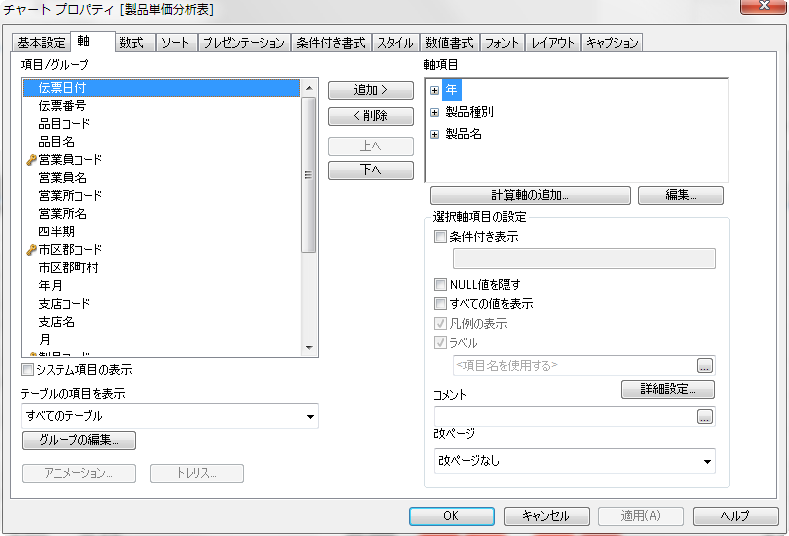 チャート プロパティ [製品単価分析表]
基本設定 軸 数式 ソート プレゼンテーション 条件付き書式 スタイル 数値書式 フォント レイアウト キャプション
項目/グループ
伝票日付
伝票番号
品目コード
品目名
営業員コード
営業員名
営業所コード
営業所名
四半期
市区郡コード
市区郡町村
年月
支店コード
支店名
月
製品コード
システム項目の表示
テーブルの項目を表示
すべてのテーブル
グループの編集...
アニメーション...
トレリス...
追加 >
< 削除
上へ
下へ
軸項目
年
製品種別
製品名
計算軸の追加...
編集...
選択軸項目の設定
条件付き表示
NULL値を隠す
すべての値を表示
凡例の表示
ラベル
<項目名を使用する>
...
詳細設定...
コメント
...
改ページ
改ページなし
OK
キャンセル
適用(A)
ヘルプ